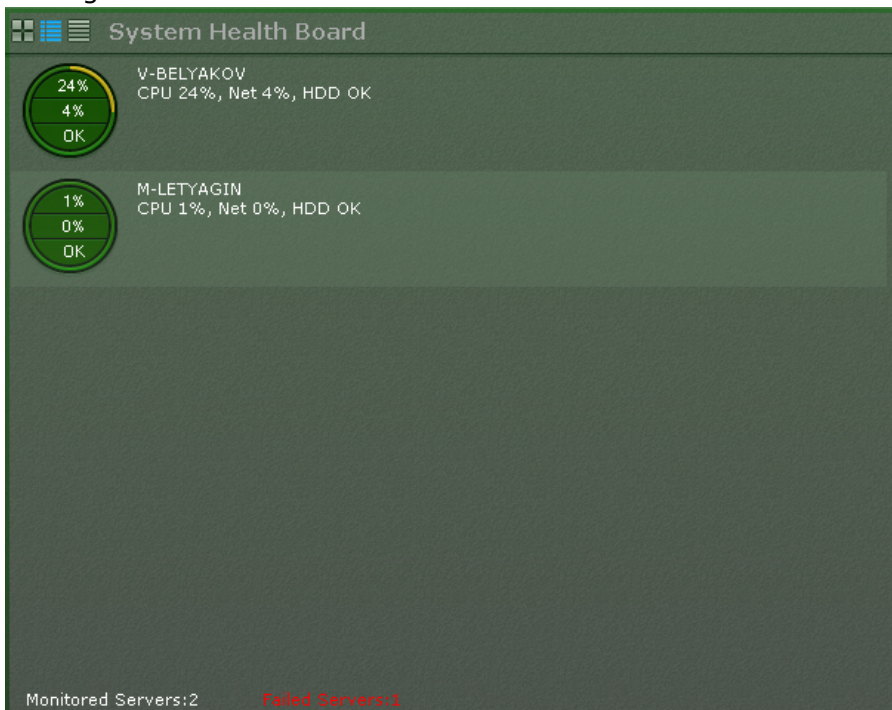 System Health Board
24%
4%
OK
V-BELYAKOV
CPU 24%, Net 4%, HDD OK
1%
0%
OK
M-LETYAGIN
CPU 1%, Net 0%, HDD OK
Monitored Servers:2 Failed Servers:1